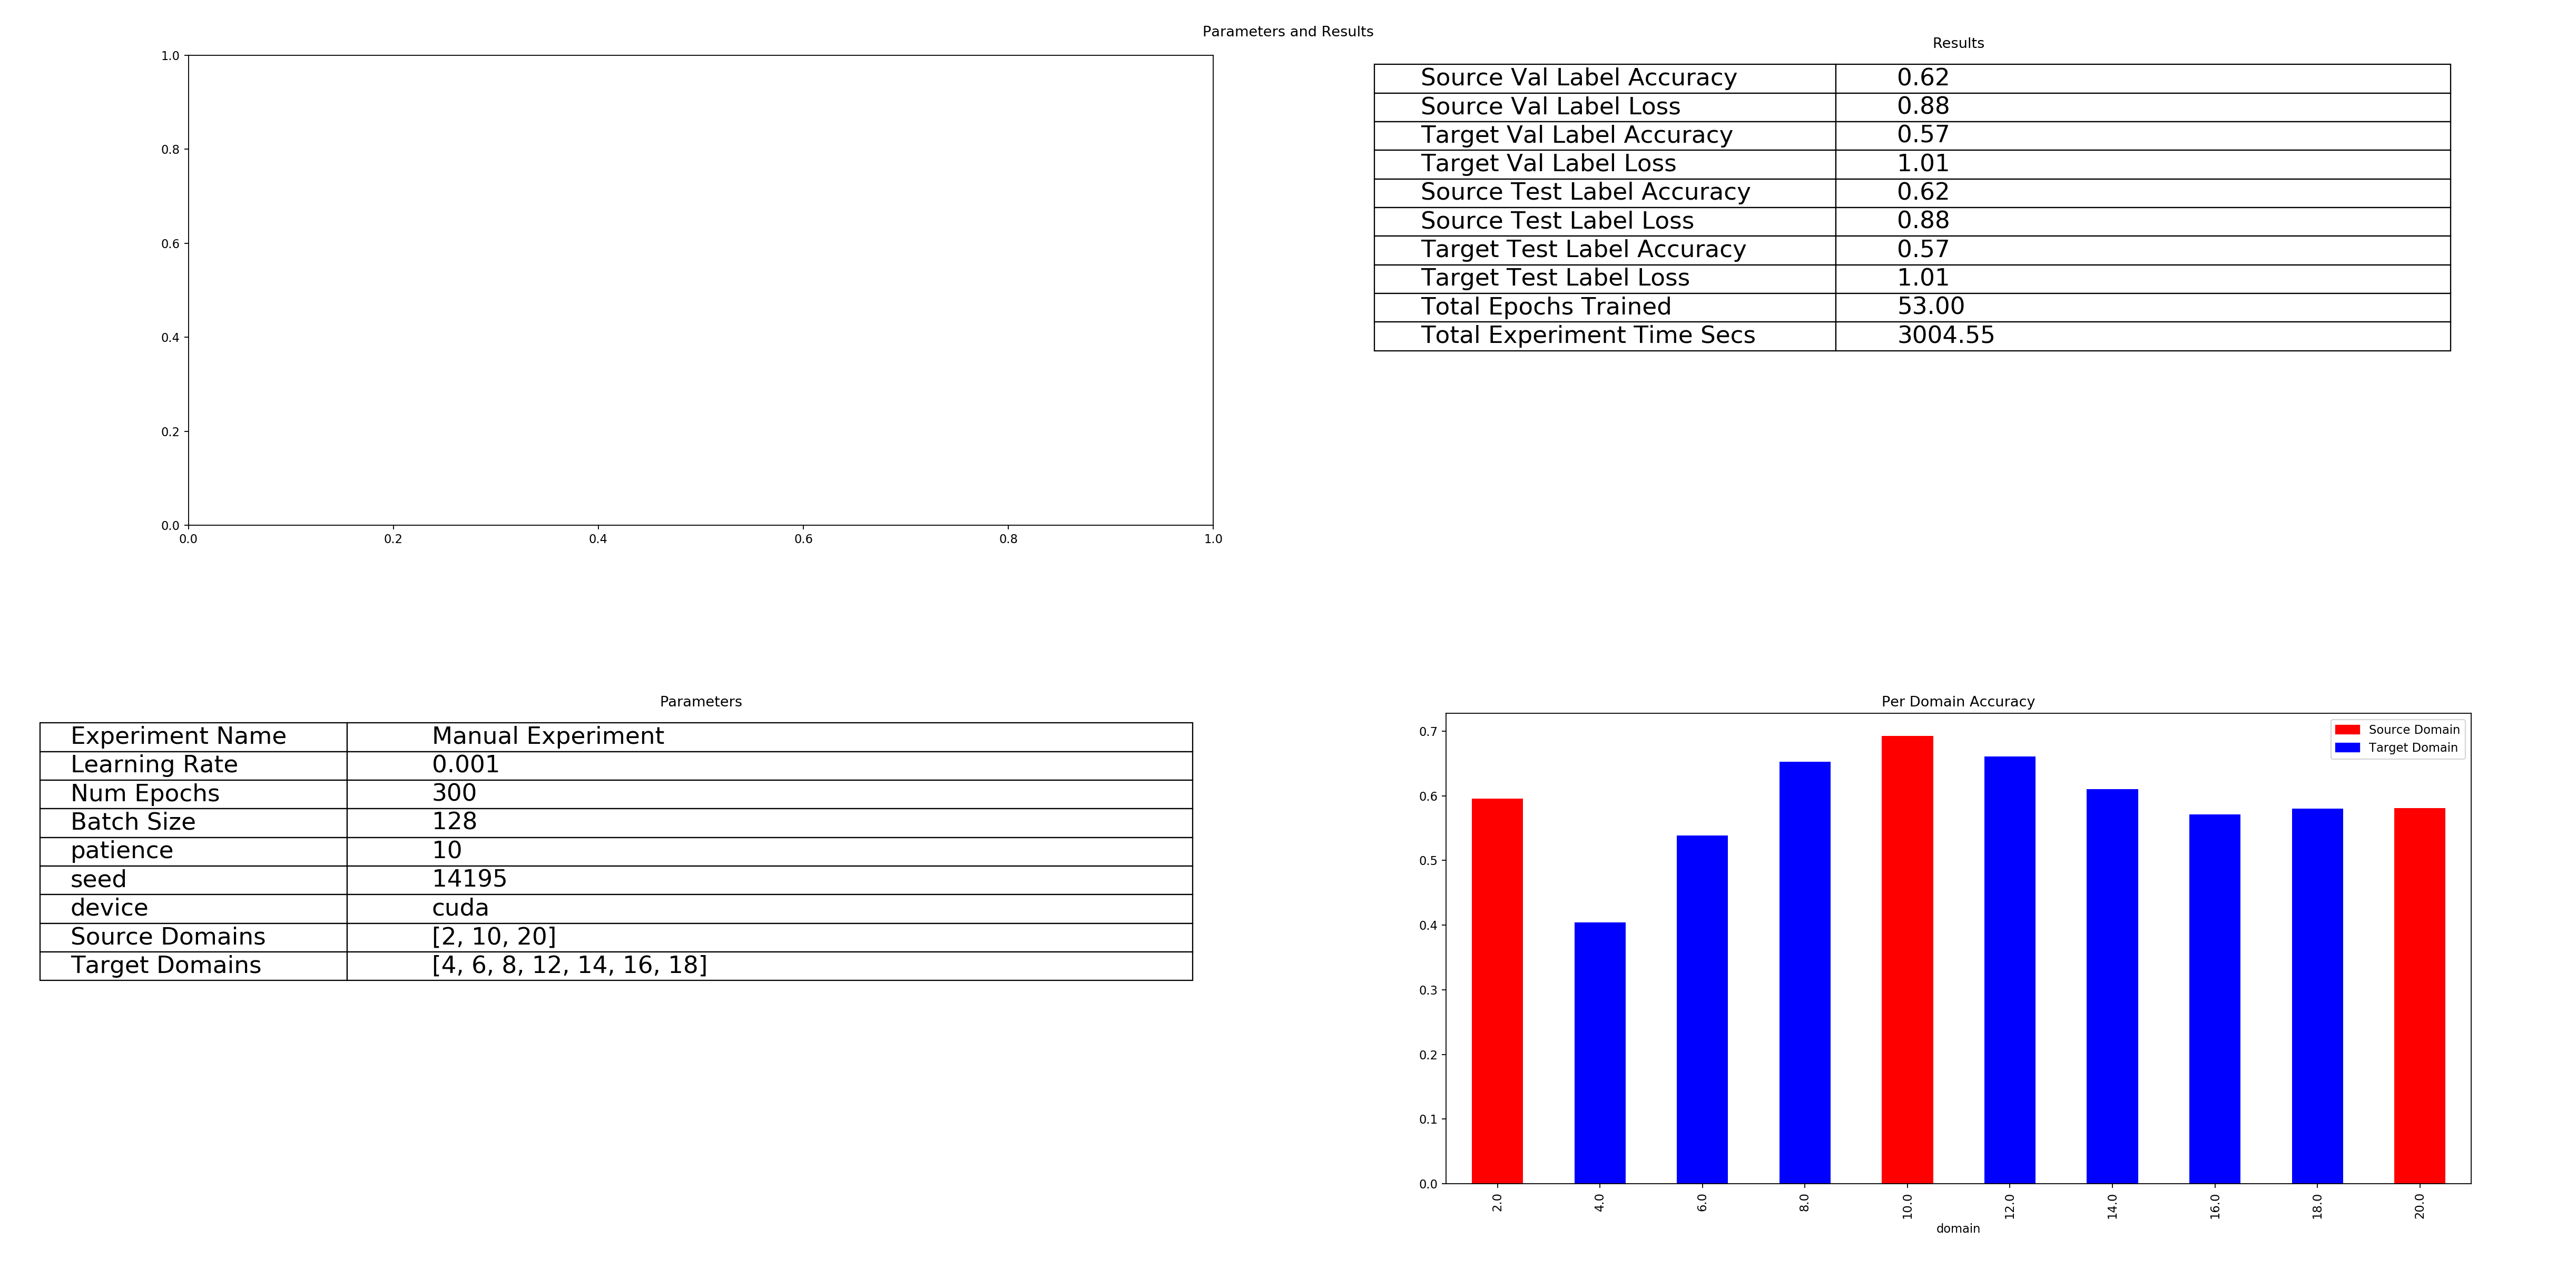 Parameters and Results
1.0
0.8
0.6
0.4
0.2
0.0
0.0 0.2 0.4 0.6 0.8 1.0
Results
Source Val Label Accuracy 0.62
Source Val Label Loss 0.88
Target Val Label Accuracy 0.57
Target Val Label Loss 1.01
Source Test Label Accuracy 0.62
Source Test Label Loss 0.88
Target Test Label Accuracy 0.57
Target Test Label Loss 1.01
Total Epochs Trained 53.00
Total Experiment Time Secs 3004.55
Parameters
Experiment Name Manual Experiment
Learning Rate 0.001
Num Epochs 300
Batch Size 128
patience 10
seed 14195
device cuda
Source Domains [2, 10, 20]
Target Domains [4, 6, 8, 12, 14, 16, 18]
Per Domain Accuracy
Source Domain
Target Domain
0.7
0.6
0.5
0.4
0.3
0.2
0.1
0.0
2.0 4.0 6.0 8.0 10.0 12.0 14.0 16.0 18.0 20.0
domain